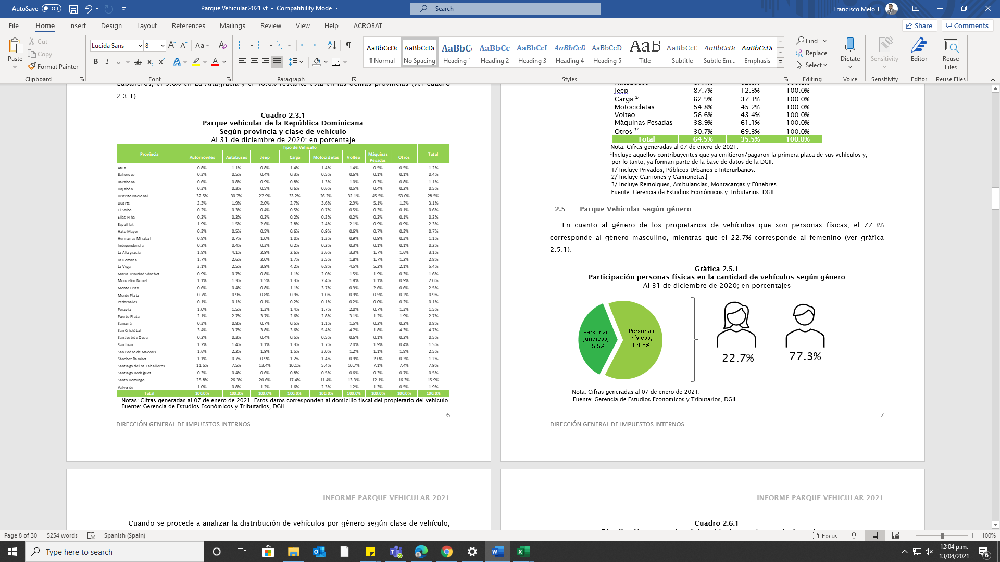 AutoSave Off Parque Vehicular 2021 vf - Compatibility Mode Search Francisco Melo T
File Home Insert Design Layout References Mailings Review View Help ACROBAT Share Comments
Paste Cut Copy Format Painter Clipboard
Lucida Sans 8 Font
Paragraph
AaBbCcDc AaBbCcDc AaBbCc AaBbCc AaBbCcI AaBbCcD AaBbCcD AaB AaBbCcD AaBbCcDc AaBbCcDc
¶ Normal No Spacing Heading 1 Heading 2 Heading 3 Heading 4 Heading 5 Title Subtitle Subtle Em... Emphasis
Styles
Find Replace Select Editing
Dictate Voice
Sensitivity Sensitivity
Editor Editor
Reuse Files Reuse Files
Caballeros, el 3.6% en La Altagracia y el 48.6% restante está en las demás provincias (ver cuadro
2.3.1).
Cuadro 2.3.1
Parque vehicular de la República Dominicana
Según provincia y clase de vehículo
Al 31 de diciembre de 2020; en porcentaje
Provincia Tipo de Vehículo Total
Automóviles Autobuses Jeep Carga Motocicletas Volteo Máquinas Pesadas Otros
Azua 0.8% 1.1% 0.8% 1.4% 1.4% 1.4% 0.5% 0.5% 1.2%
Bahoruco 0.3% 0.5% 0.4% 0.3% 0.5% 0.6% 0.1% 0.1% 0.4%
Barahona 0.6% 0.8% 0.9% 0.8% 1.3% 1.0% 0.3% 0.8% 1.1%
Dajabón 0.3% 0.3% 0.5% 0.6% 0.6% 0.5% 0.4% 0.2% 0.5%
Distrito Nacional 32.5% 30.7% 27.9% 33.2% 26.2% 32.1% 45.5% 53.0% 28.5%
Duarte 2.3% 1.9% 2.0% 2.7% 3.6% 2.9% 5.1% 1.2% 3.1%
El Seibo 0.2% 0.3% 0.4% 0.5% 0.7% 0.5% 0.3% 0.1% 0.6%
Elías Piña 0.2% 0.2% 0.2% 0.2% 0.3% 0.2% 0.2% 0.1% 0.2%
Espaillat 1.9% 1.5% 2.6% 2.8% 2.4% 2.1% 0.9% 0.9% 2.3%
Hato Mayor 0.3% 0.5% 0.5% 0.6% 0.9% 0.6% 0.7% 0.3% 0.7%
Hermanas Mirabal 0.8% 0.7% 1.0% 1.0% 1.3% 0.9% 0.9% 0.3% 1.1%
Independencia 0.2% 0.4% 0.3% 0.2% 0.2% 0.3% 0.1% 0.1% 0.2%
La Altagracia 1.8% 4.1% 2.9% 2.6% 3.6% 3.3% 1.7% 1.6% 3.1%
La Romana 1.7% 2.6% 2.0% 1.7% 3.5% 1.8% 1.7% 1.2% 2.8%
La Vega 3.1% 2.5% 3.9% 4.2% 6.8% 4.5% 5.2% 2.1% 5.4%
María Trinidad Sánchez 0.9% 0.7% 0.8% 1.1% 2.0% 1.5% 1.9% 0.3% 1.6%
Monseñor Nouel 1.1% 1.3% 1.5% 1.3% 2.4% 1.8% 1.1% 0.9% 2.0%
Monte Cristi 0.6% 0.4% 0.8% 1.1% 3.7% 0.9% 2.6% 0.6% 2.5%
Monte Plata 0.7% 0.9% 0.8% 0.9% 1.0% 0.9% 0.5% 0.2% 0.9%
Pedernales 0.1% 0.1% 0.1% 0.2% 0.1% 0.2% 0.0% 0.2% 0.1%
Peravia 1.0% 1.5% 1.3% 1.4% 1.7% 2.0% 0.7% 1.3% 1.5%
Puerto Plata 2.1% 2.7% 3.7% 2.6% 2.8% 3.1% 1.2% 1.9% 2.7%
Samaná 0.3% 0.8% 0.7% 0.5% 1.1% 1.5% 0.2% 0.2% 0.8%
San Cristóbal 3.4% 3.7% 3.8% 3.6% 5.4% 4.7% 1.8% 4.3% 4.7%
San José de Ocoa 0.2% 0.3% 0.4% 0.5% 0.5% 0.6% 0.1% 0.2% 0.5%
San Juan 1.2% 1.4% 1.1% 1.3% 1.7% 2.0% 1.9% 0.4% 1.5%
San Pedro de Macorís 1.6% 2.2% 1.9% 1.5% 3.0% 1.2% 1.1% 1.8% 2.5%
Sánchez Ramírez 1.1% 0.7% 0.9% 1.2% 1.4% 0.9% 2.0% 0.3% 1.2%
Santiago de los Caballeros 11.5% 7.5% 13.4% 10.1% 5.4% 10.7% 7.1% 7.4% 7.9%
Santiago Rodríguez 0.3% 0.4% 0.6% 0.8% 0.5% 0.6% 0.3% 0.7% 0.5%
Santo Domingo 25.8% 26.3% 20.6% 17.4% 11.4% 13.3% 12.1% 16.3% 15.9%
Valverde 1.0% 0.8% 1.2% 1.6% 2.3% 1.2% 1.3% 0.5% 1.9%
Total 100.0% 100.0% 100.0% 100.0% 100.0% 100.0% 100.0% 100.0% 100.0%
Notas: Cifras generadas al 07 de enero de 2021. Estos datos corresponden al domicilio fiscal del propietario del vehículo.
Fuente: Gerencia de Estudios Económicos y Tributarios, DGII.
6
DIRECCIÓN GENERAL DE IMPUESTOS INTERNOS
Autobuses 100.0%
Jeep 87.7% 12.3% 100.0%
Carga 2/ 62.9% 37.1% 100.0%
Motocicletas 54.8% 45.2% 100.0%
Volteo 56.6% 43.4% 100.0%
Máquinas Pesadas 38.9% 61.1% 100.0%
Otros 3/ 30.7% 69.3% 100.0%
Total 64.5% 35.5% 100.0%
Nota: Cifras generadas al 07 de enero de 2021.
*Incluye aquellos contribuyentes que ya emitieron/pagaron la primera placa de sus vehículos y,
por lo tanto, ya forman parte de la base de datos de la DGII.
1/ Incluye Privados, Públicos Urbanos e Interurbanos.
2/ Incluye Camiones y Camionetas.
3/ Incluye Remolques, Ambulancias, Montacargas y Fúnebres.
Fuente: Gerencia de Estudios Económicos y Tributarios, DGII.
2.5 Parque Vehicular según género
En cuanto al género de los propietarios de vehículos que son personas físicas, el 77.3%
corresponde al género masculino, mientras que el 22.7% corresponde al femenino (ver gráfica
2.5.1).
Gráfica 2.5.1
Participación personas físicas en la cantidad de vehículos según género
Al 31 de diciembre de 2020; en porcentajes
Personas Jurídicas; 35.5%
Personas Físicas; 64.5%
22.7% 77.3%
Nota: Cifras generadas al 07 de enero de 2021.
Fuente: Gerencia de Estudios Económicos y Tributarios, DGII.
7
DIRECCIÓN GENERAL DE IMPUESTOS INTERNOS
INFORME PARQUE VEHICULAR 2021
Cuando se procede a analizar la distribución de vehículos por género según clase de vehículo,
INFORME PARQUE VEHICULAR 2021
Cuadro 2.6.1
Page 8 of 30 5254 words Spanish (Spain) Focus 100%
Type here to search
12:04 p.m.
13/04/2021
6